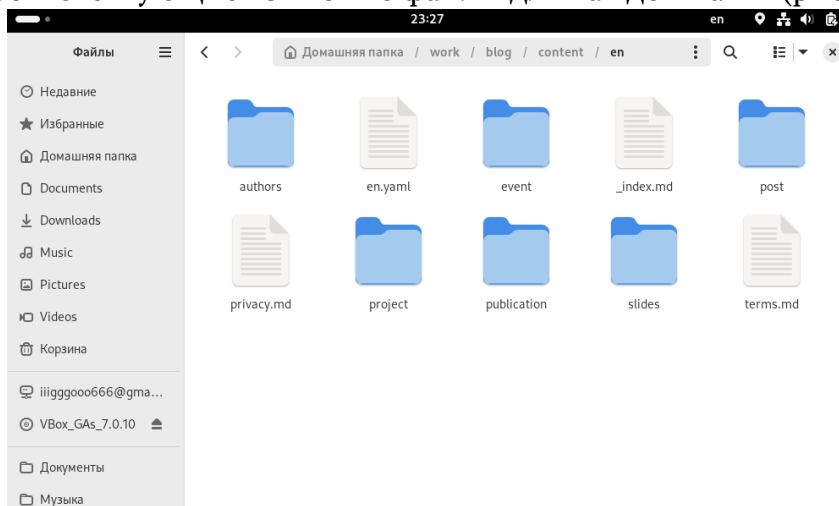 23:27
en
Файлы
Домашняя папка / work / blog / content / en
Недавние
Избранные
Домашняя папка
Documents
Downloads
Music
Pictures
Videos
Корзина
iiigggooo666@gma...
VBox_GAs_7.0.10
Документы
Музыка
authors
en.yaml
event
_index.md
post
privacy.md
project
publication
slides
terms.md